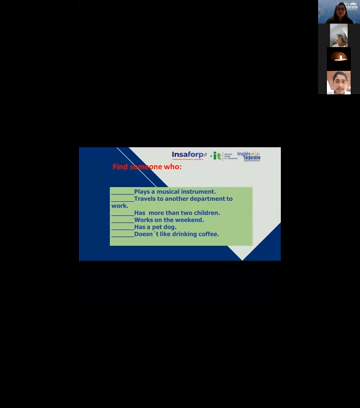 Insaforp
it
Find someone who:
______Plays a musical instrument.
______Travels to another department to
work.
______Has more than two children.
______Works on the weekend.
______Has a pet dog.
______Doesn´t like drinking coffee.